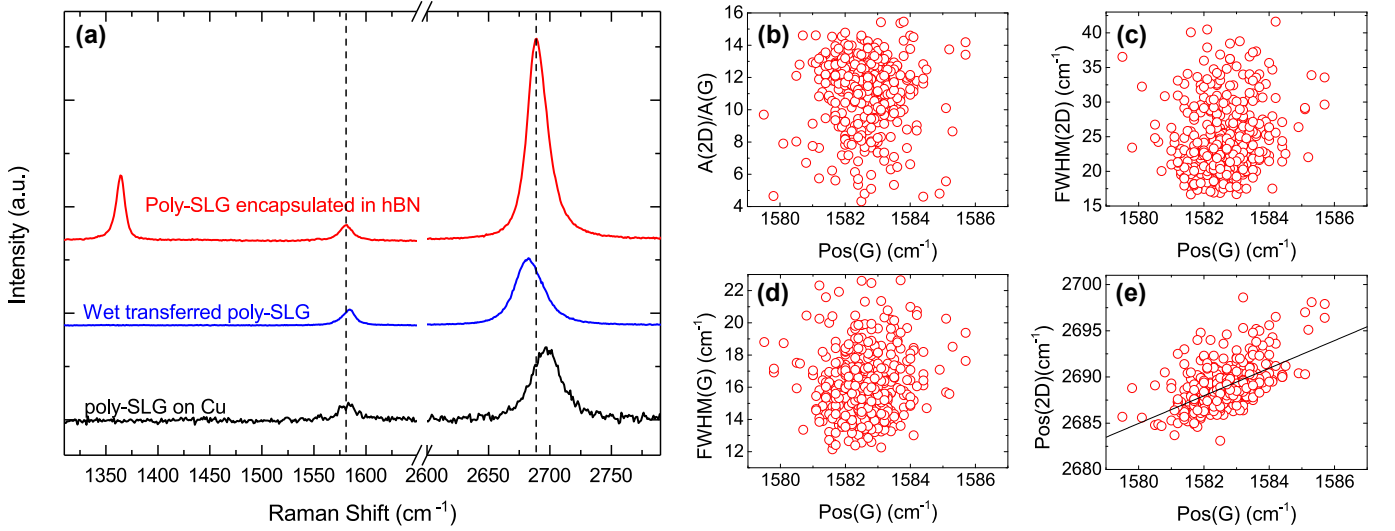 (a)
Intensity (a.u.)
Poly-SLG encapsulated in hBN
Wet transferred poly-SLG
poly-SLG on Cu
1350 1400 1450 1500 1550 1600 2600 2650 2700 2750
Raman Shift (cm⁻¹)
(b)
A(2D)/A(G)
16
14
12
10
8
6
4
1580 1582 1584 1586
Pos(G) (cm⁻¹)
(c)
FWHM(2D) (cm⁻¹)
40
35
30
25
20
15
1580 1582 1584 1586
Pos(G) (cm⁻¹)
(d)
FWHM(G) (cm⁻¹)
22
20
18
16
14
12
1580 1582 1584 1586
Pos(G) (cm⁻¹)
(e)
Pos(2D)(cm⁻¹)
2700
2695
2690
2685
2680
1580 1582 1584 1586
Pos(G) (cm⁻¹)